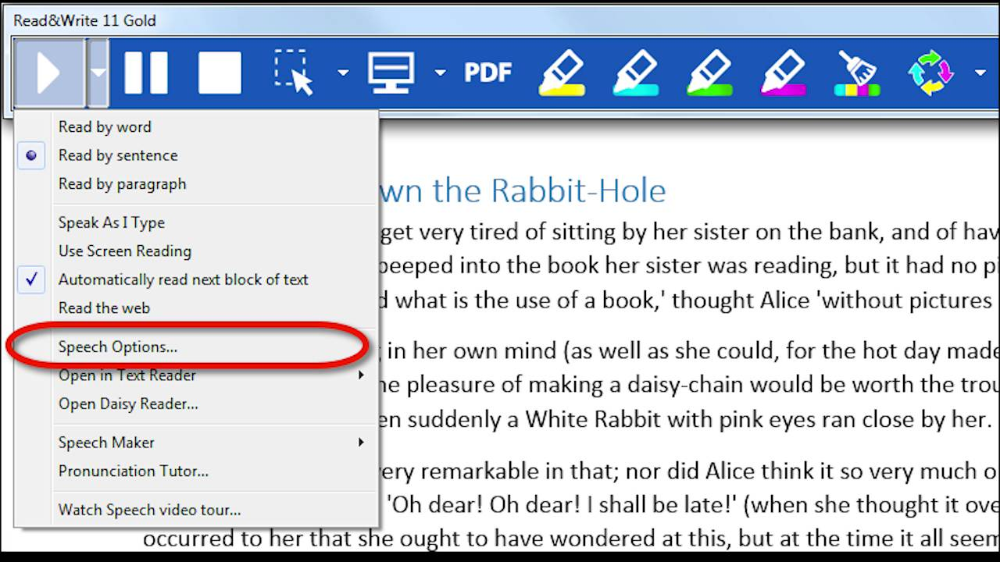 Read&Write 11 Gold
PDF
Read by word
Read by sentence
Read by paragraph
Speak As I Type
Use Screen Reading
Automatically read next block of text
Read the web
Speech Options...
Open in Text Reader
Open Daisy Reader...
Speech Maker
Pronunciation Tutor...
Watch Speech video tour...
wn the Rabbit-Hole
get very tired of sitting by her sister on the bank, and of hav
peeped into the book her sister was reading, but it had no p
d what is the use of a book,' thought Alice 'without pictures
; in her own mind (as well as she could, for the hot day made
he pleasure of making a daisy-chain would be worth the trou
en suddenly a White Rabbit with pink eyes ran close by her.
ery remarkable in that; nor did Alice think it so very much o
'Oh dear! Oh dear! I shall be late!' (when she thought it ove
occurred to her that she ought to have wondered at this, but at the time it all seem